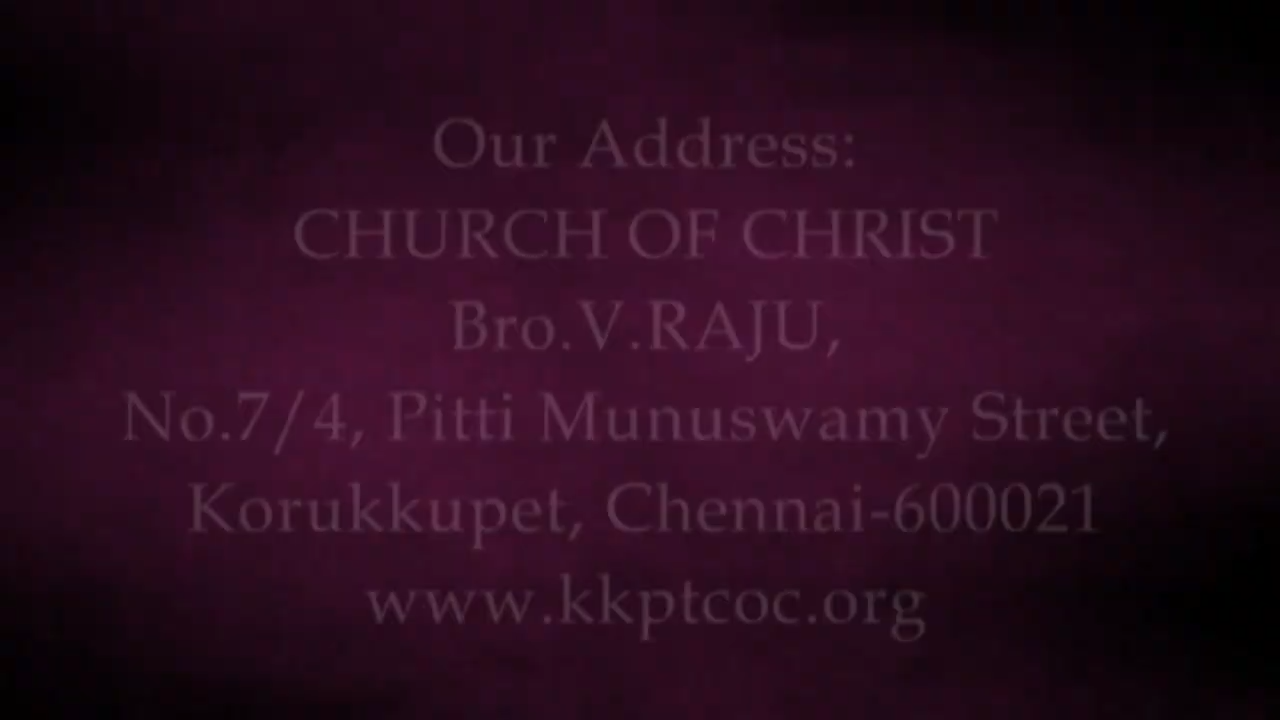 Our Address:
CHURCH OF CHRIST
Bro.V.RAJU,
No.7/4, Pitti Munuswamy Street,
Korukkupet, Chennai-600021
www.kkptcoc.org